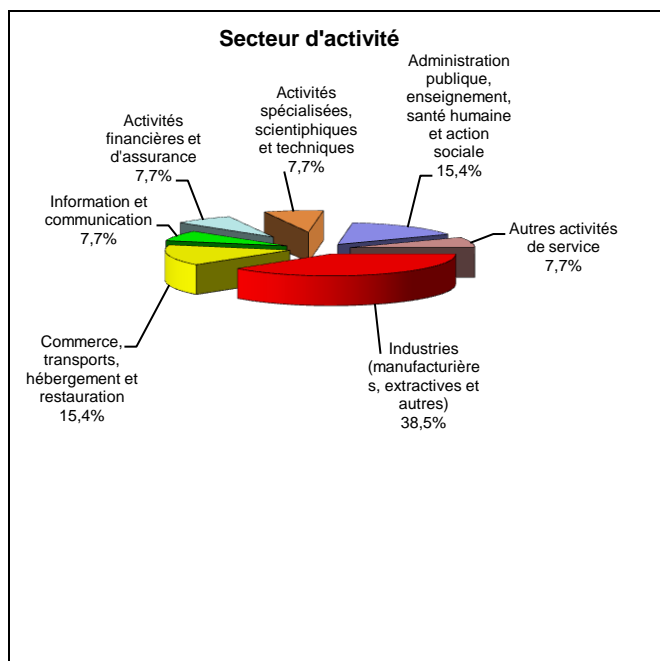 Secteur d'activité
Administration
publique,
enseignement,
santé humaine
et action
sociale
15,4%
Activités
spécialisées,
scientiphiques
et techniques
7,7%
Activités
financières et
d'assurance
7,7%
Information et
communication
7,7%
Autres activités
de service
7,7%
Commerce,
transports,
hébergement et
restauration
15,4%
Industries
(manufacturière
s, extractives et
autres)
38,5%